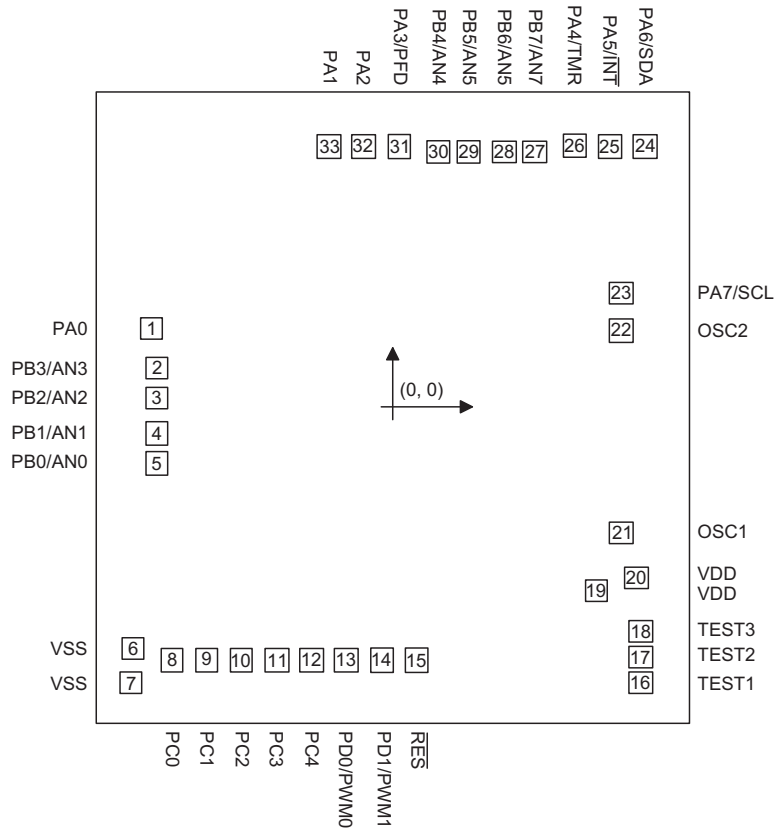 PA1
PA2
PA3/PFD
PB4/AN4
PB5/AN5
PB6/AN5
PB7/AN7
PA4/TMR
PA5/INT
PA6/SDA
33
32
31
30
29
28
27
26
25
24
23
PA7/SCL
22
OSC2
PA0
1
PB3/AN3
2
PB2/AN2
3
PB1/AN1
4
PB0/AN0
5
(0, 0)
21
OSC1
20
VDD
19
VDD
18
TEST3
17
TEST2
16
TEST1
VSS
6
VSS
7
8
9
10
11
12
13
14
15
PC0
PC1
PC2
PC3
PC4
PD0/PWM0
PD1/PWM1
RES